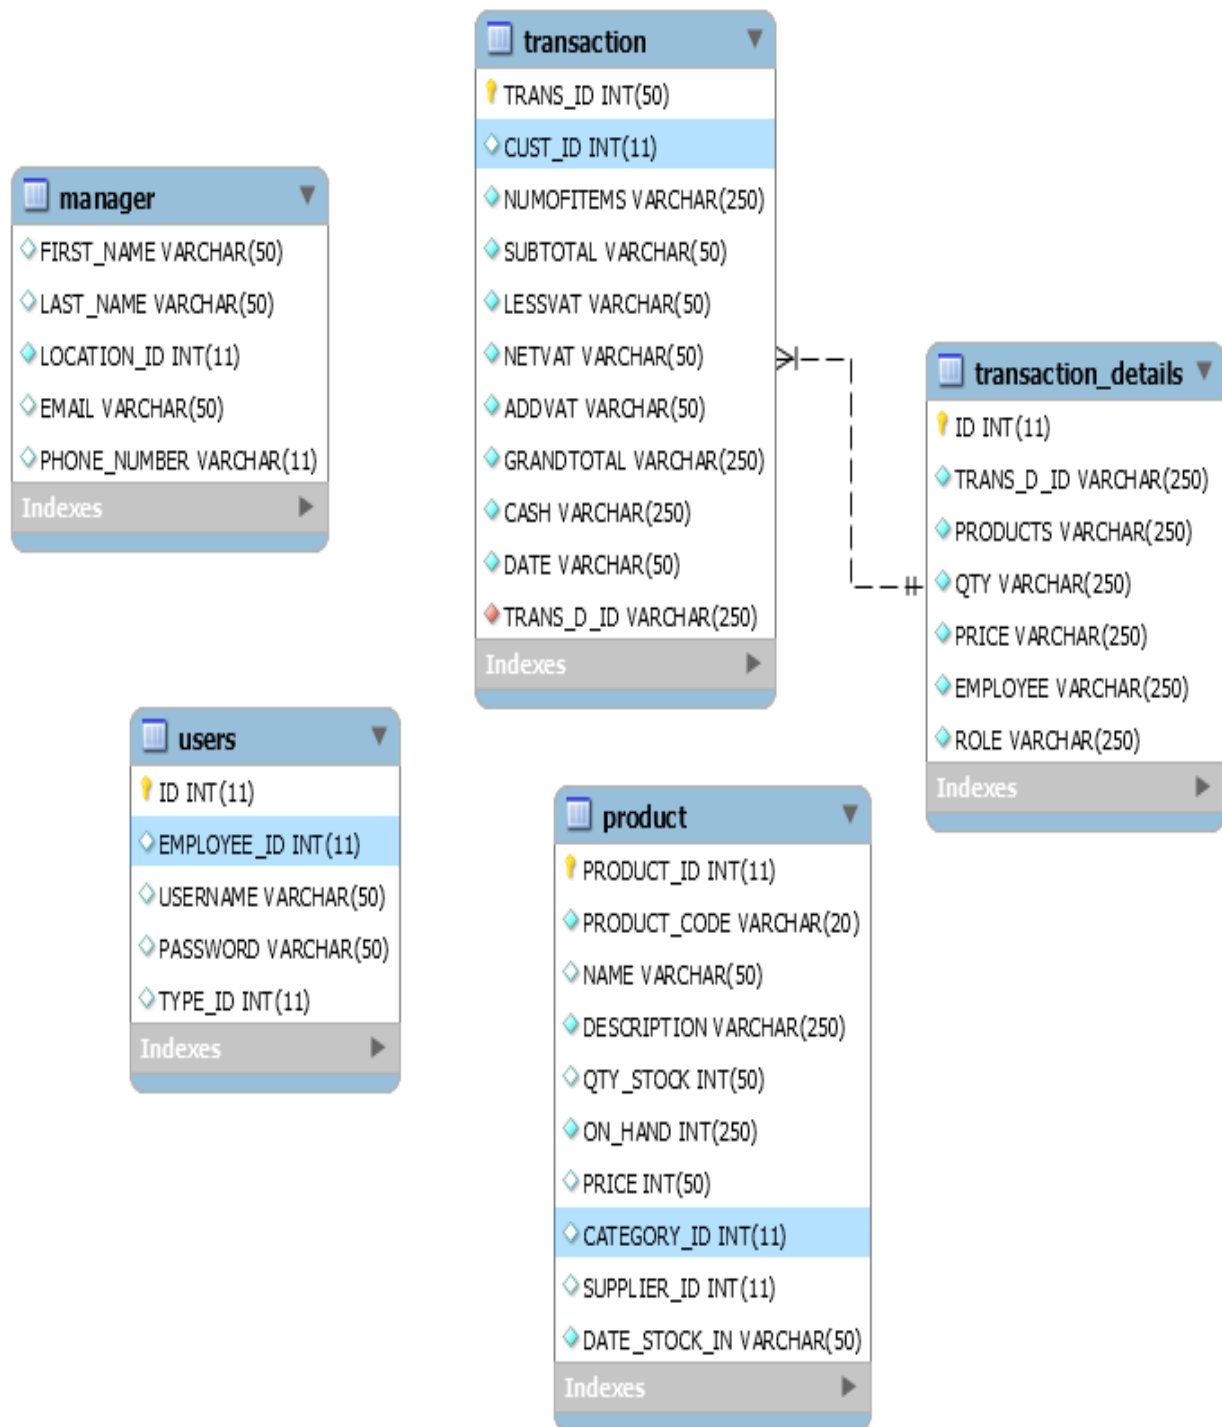 transaction
TRANS_ID INT(50)
CUST_ID INT(11)
NUMOFITEMS VARCHAR(250)
SUBTOTAL VARCHAR(50)
LESSVAT VARCHAR(50)
NETVAT VARCHAR(50)
ADDVAT VARCHAR(50)
GRANDTOTAL VARCHAR(250)
CASH VARCHAR(250)
DATE VARCHAR(50)
TRANS_D_ID VARCHAR(250)
Indexes
manager
FIRST_NAME VARCHAR(50)
LAST_NAME VARCHAR(50)
LOCATION_ID INT(11)
EMAIL VARCHAR(50)
PHONE_NUMBER VARCHAR(11)
Indexes
transaction_details
ID INT(11)
TRANS_D_ID VARCHAR(250)
PRODUCTS VARCHAR(250)
QTY VARCHAR(250)
PRICE VARCHAR(250)
EMPLOYEE VARCHAR(250)
ROLE VARCHAR(250)
Indexes
users
ID INT(11)
EMPLOYEE_ID INT(11)
USERNAME VARCHAR(50)
PASSWORD VARCHAR(50)
TYPE_ID INT(11)
Indexes
product
PRODUCT_ID INT(11)
PRODUCT_CODE VARCHAR(20)
NAME VARCHAR(50)
DESCRIPTION VARCHAR(250)
QTY_STOCK INT(50)
ON_HAND INT(250)
PRICE INT(50)
CATEGORY_ID INT(11)
SUPPLIER_ID INT(11)
DATE_STOCK_IN VARCHAR(50)
Indexes